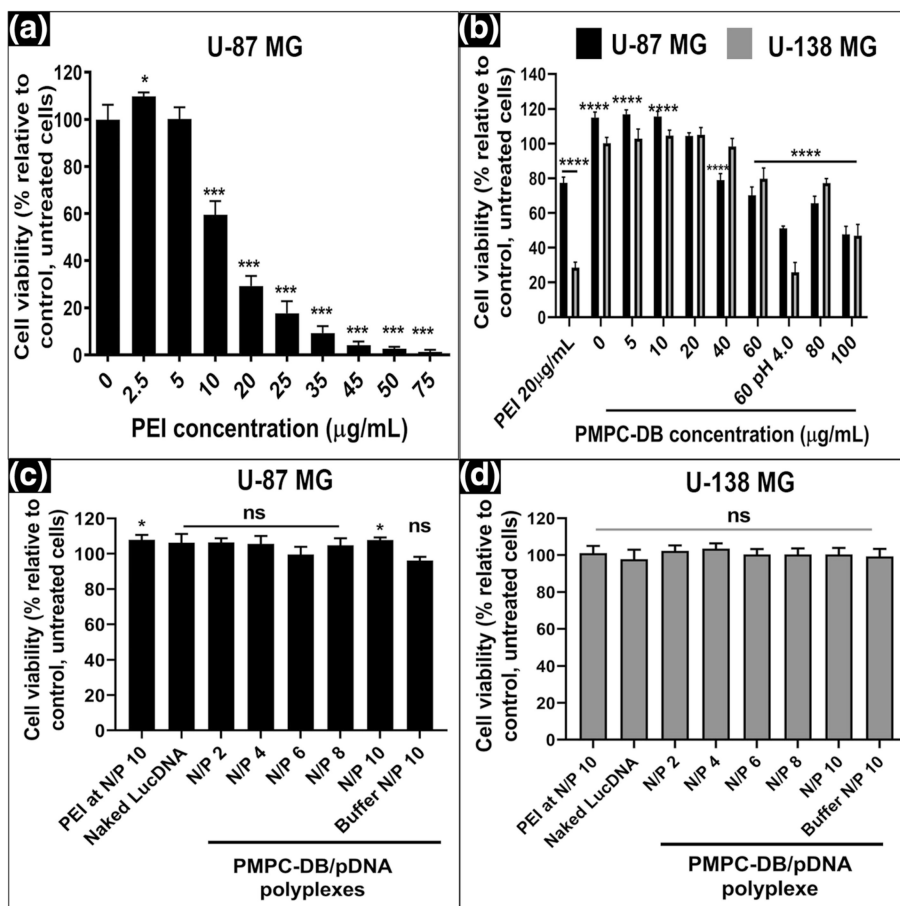 (a)
U-87 MG
Cell viability (% relative to
control, untreated cells)
120
100
80
60
40
20
0
*
***
***
***
***
***
***
***
0
2.5
5
10
20
25
35
45
50
75
PEI concentration (μg/mL)
(b)
U-87 MG
U-138 MG
Cell viability (% relative to
control, untreated cells)
140
120
100
80
60
40
20
0
****
****
****
****
****
****
PEI 20μg/mL
0
5
10
20
40
60
60 pH 4.0
80
100
PMPC-DB concentration (μg/mL)
(c)
U-87 MG
Cell viability (% relative to
control, untreated cells)
120
100
80
60
40
20
0
*
ns
*
ns
PEI at N/P 10
Naked LucDNA
N/P 2
N/P 4
N/P 6
N/P 8
N/P 10
Buffer N/P 10
PMPC-DB/pDNA
polyplexes
(d)
U-138 MG
Cell viability (% relative to
control, untreated cells)
120
100
80
60
40
20
0
ns
PEI at N/P 10
Naked LucDNA
N/P 2
N/P 4
N/P 6
N/P 8
N/P 10
Buffer N/P 10
PMPC-DB/pDNA
polyplexe